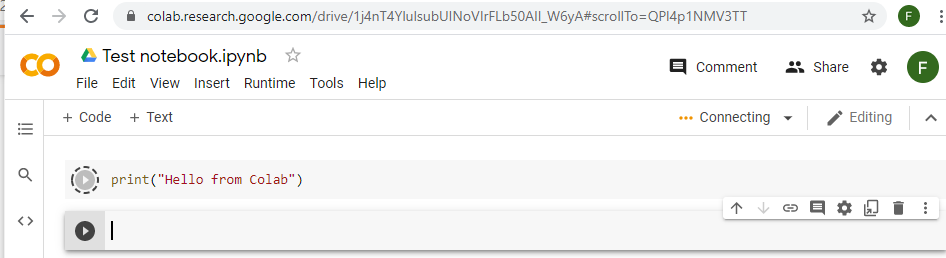 colab.research.google.com/drive/1j4nT4YIulsubUINoVIrFLb50AII_W6yA#scrollTo=QPl4p1NMV3TT
F
CO Test notebook.ipynb
Comment Share F
File Edit View Insert Runtime Tools Help
+ Code + Text Connecting Editing
print("Hello from Colab")